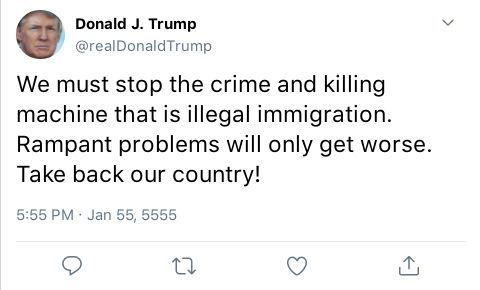 Donald J. Trump
@realDonaldTrump
We must stop the crime and killing
machine that is illegal immigration.
Rampant problems will only get worse.
Take back our country!
5:55 PM · Jan 55, 5555